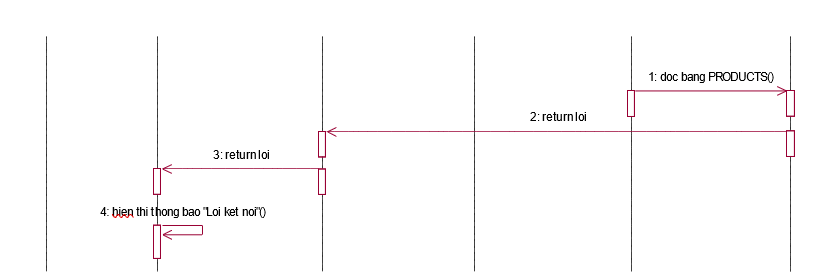 1: doc bang PRODUCTS()
2: return loi
3: return loi
4: hien thi thong bao "Loi ket noi"()